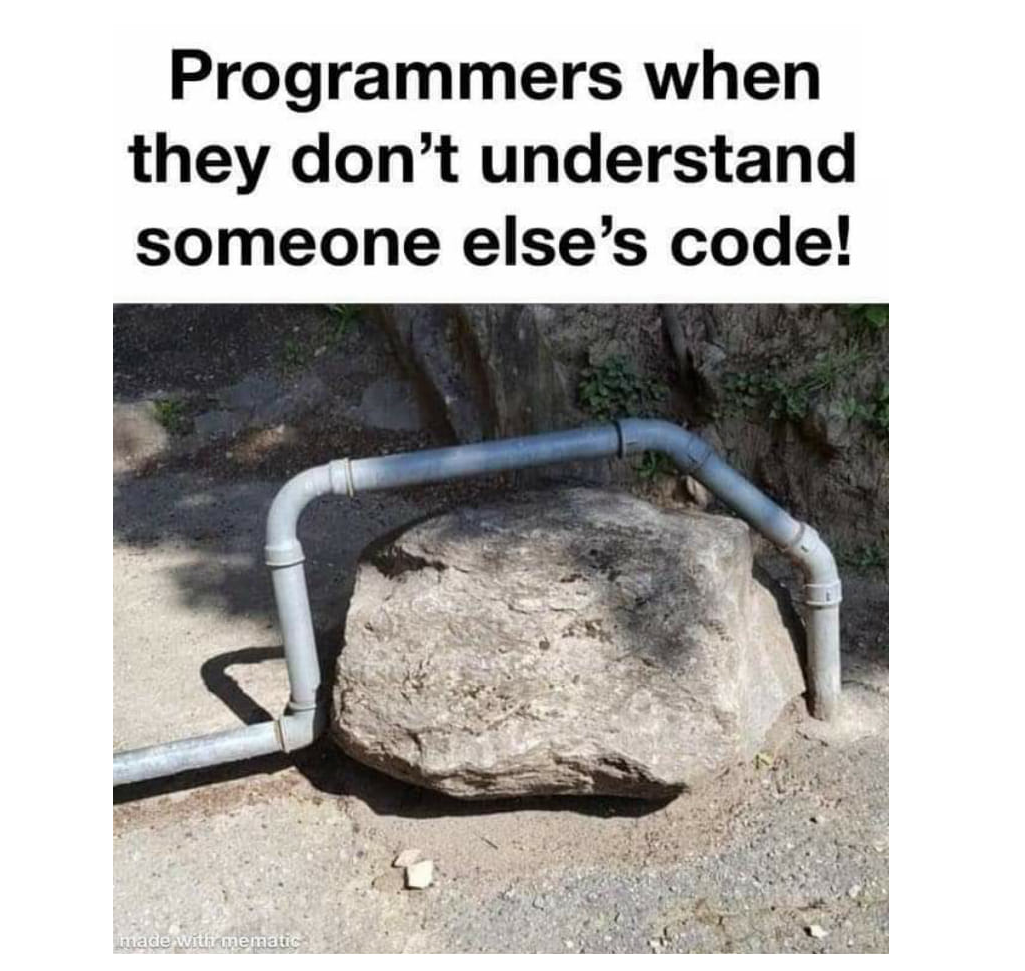 Programmers when
they don’t understand
someone else’s code!
made with mematic